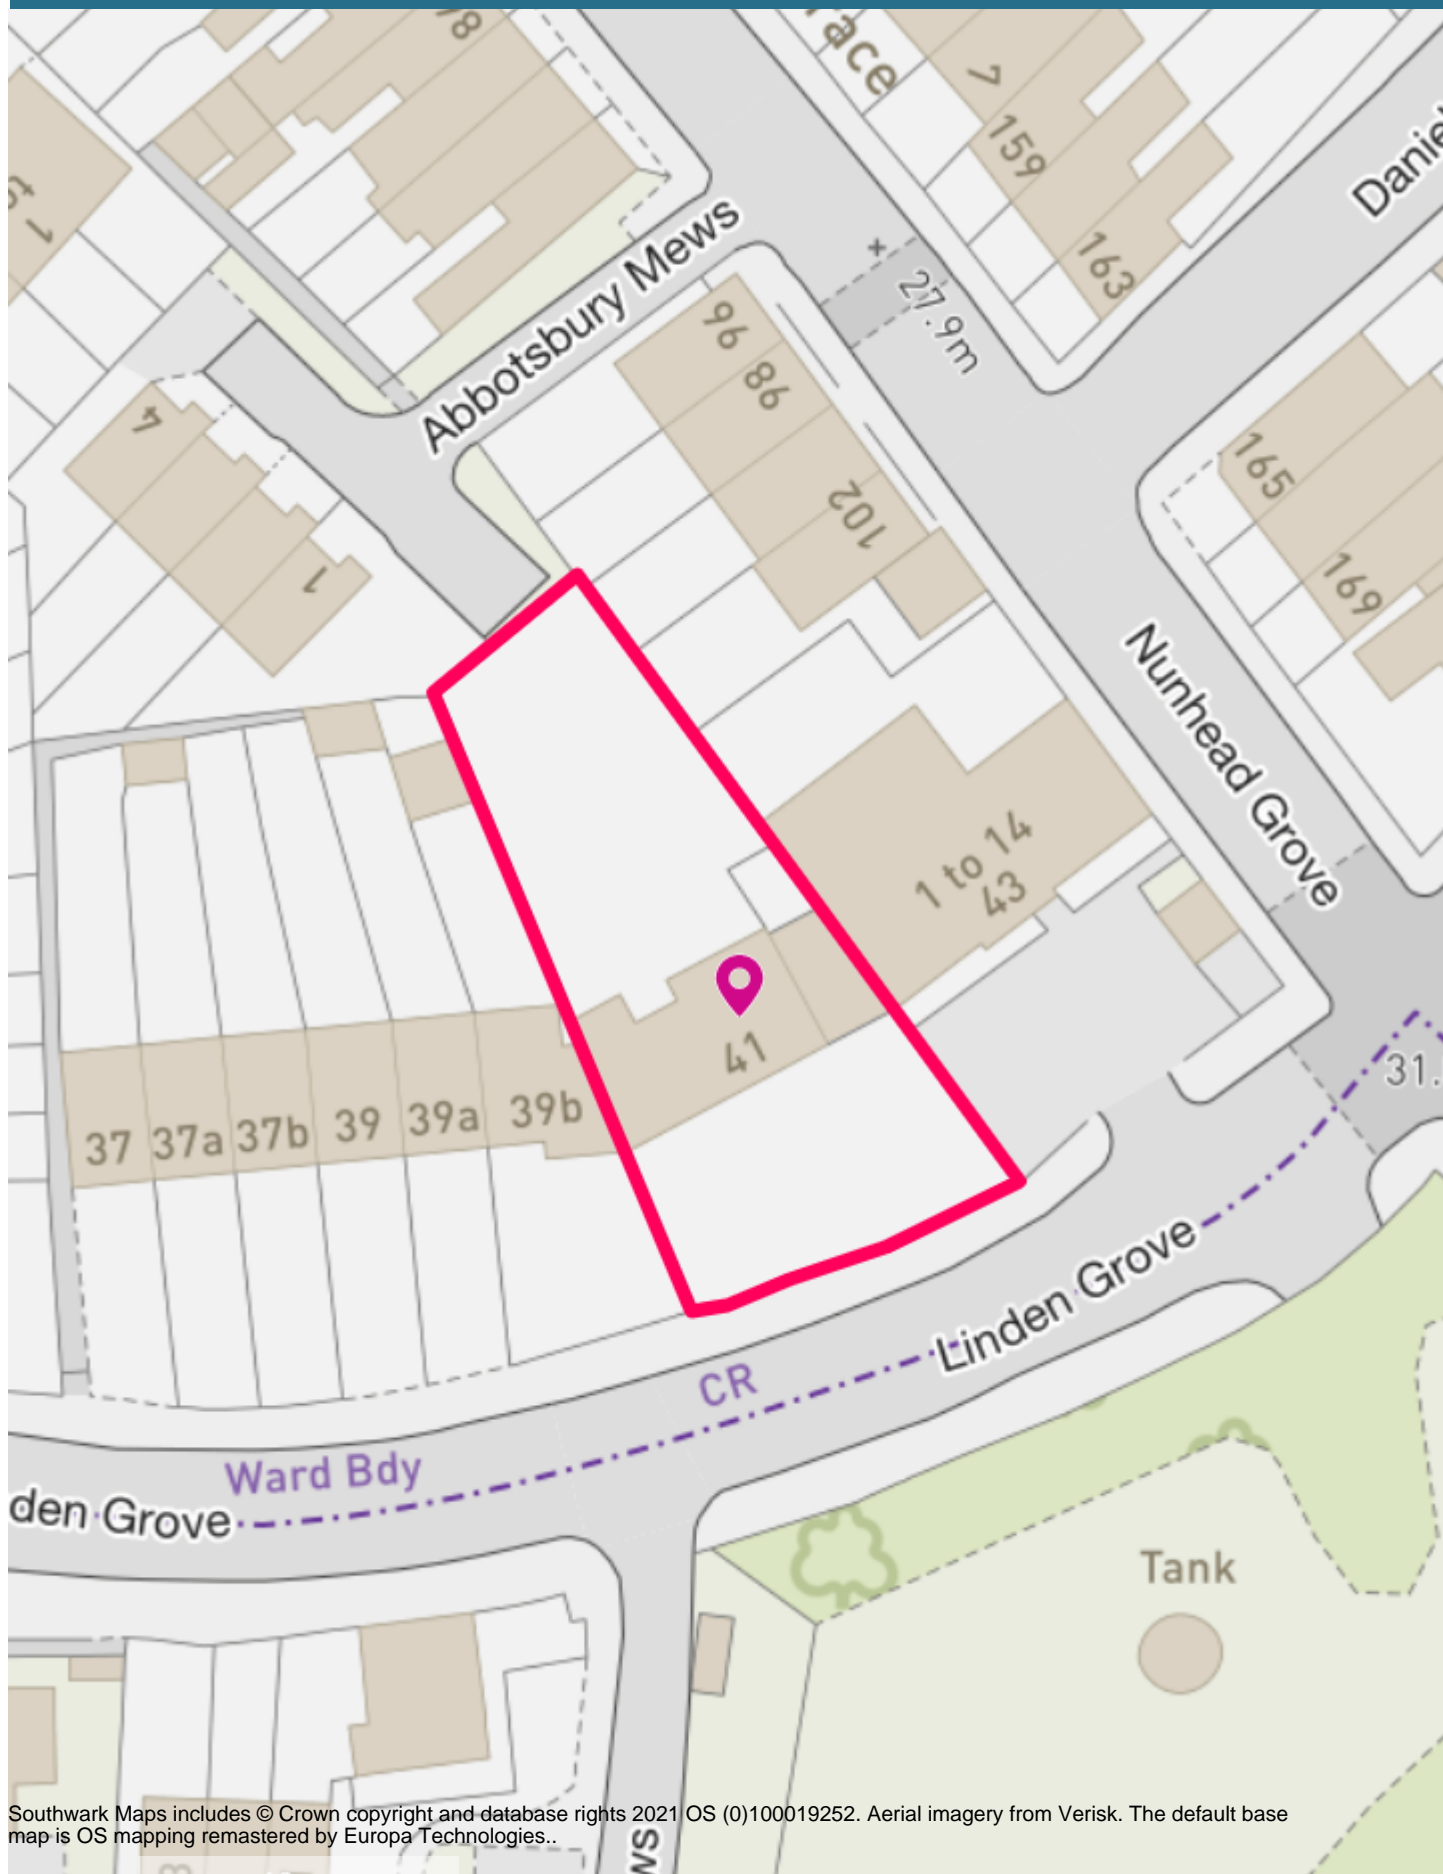 78
7
159
163
Abbotsbury Mews
27.9m
96
98
102
4
1
165
169
Nunhead Grove
1 to 14
43
41
37
37a
37b
39
39a
39b
31.
Linden Grove
CR
Ward Bdy
den Grove
Tank
Southwark Maps includes © Crown copyright and database rights 2021 OS (0)100019252. Aerial imagery from Verisk. The default base
map is OS mapping remastered by Europa Technologies..